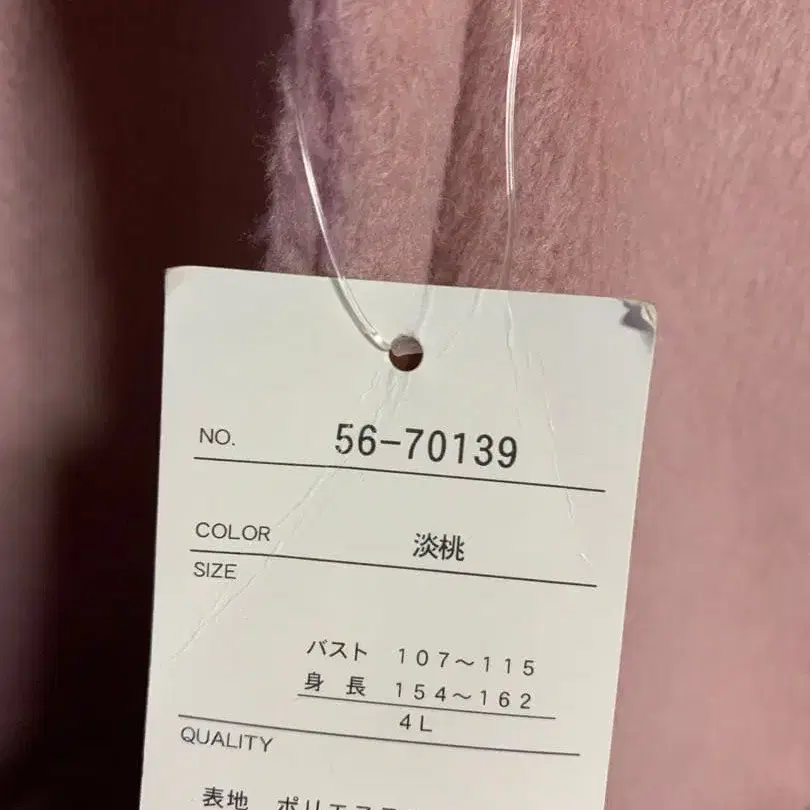 NO. 56-70139
COLOR 淡桃
SIZE
バスト 107～115
身長 154～162
4L
QUALITY
表地